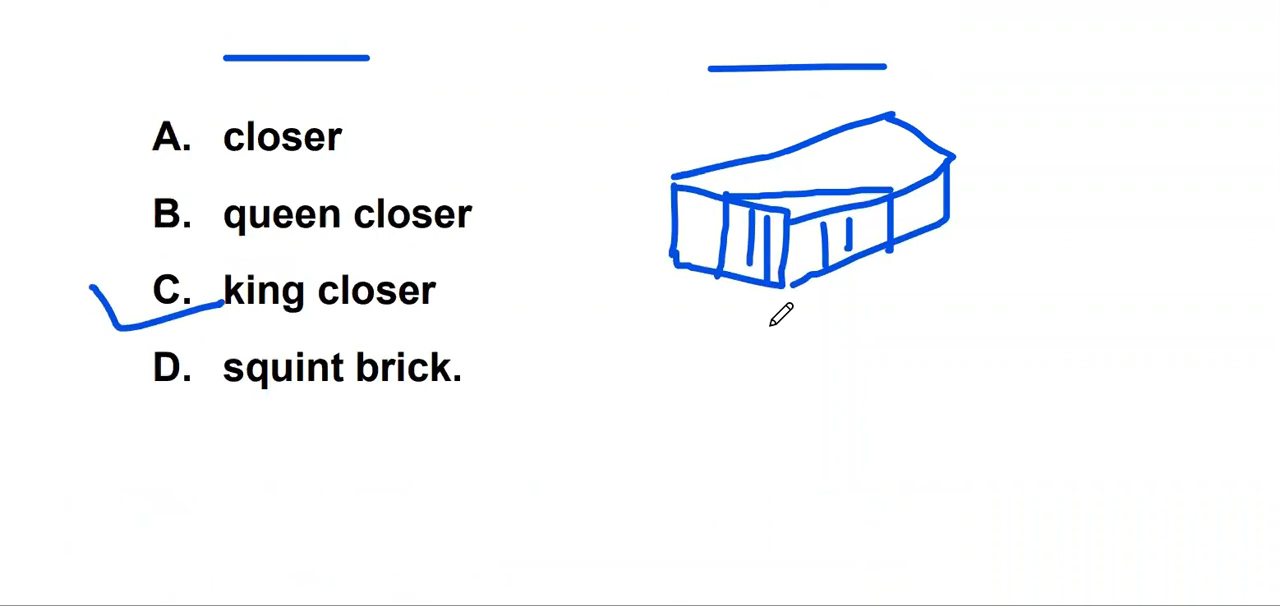 A. closer
B. queen closer
C. king closer
D. squint brick.